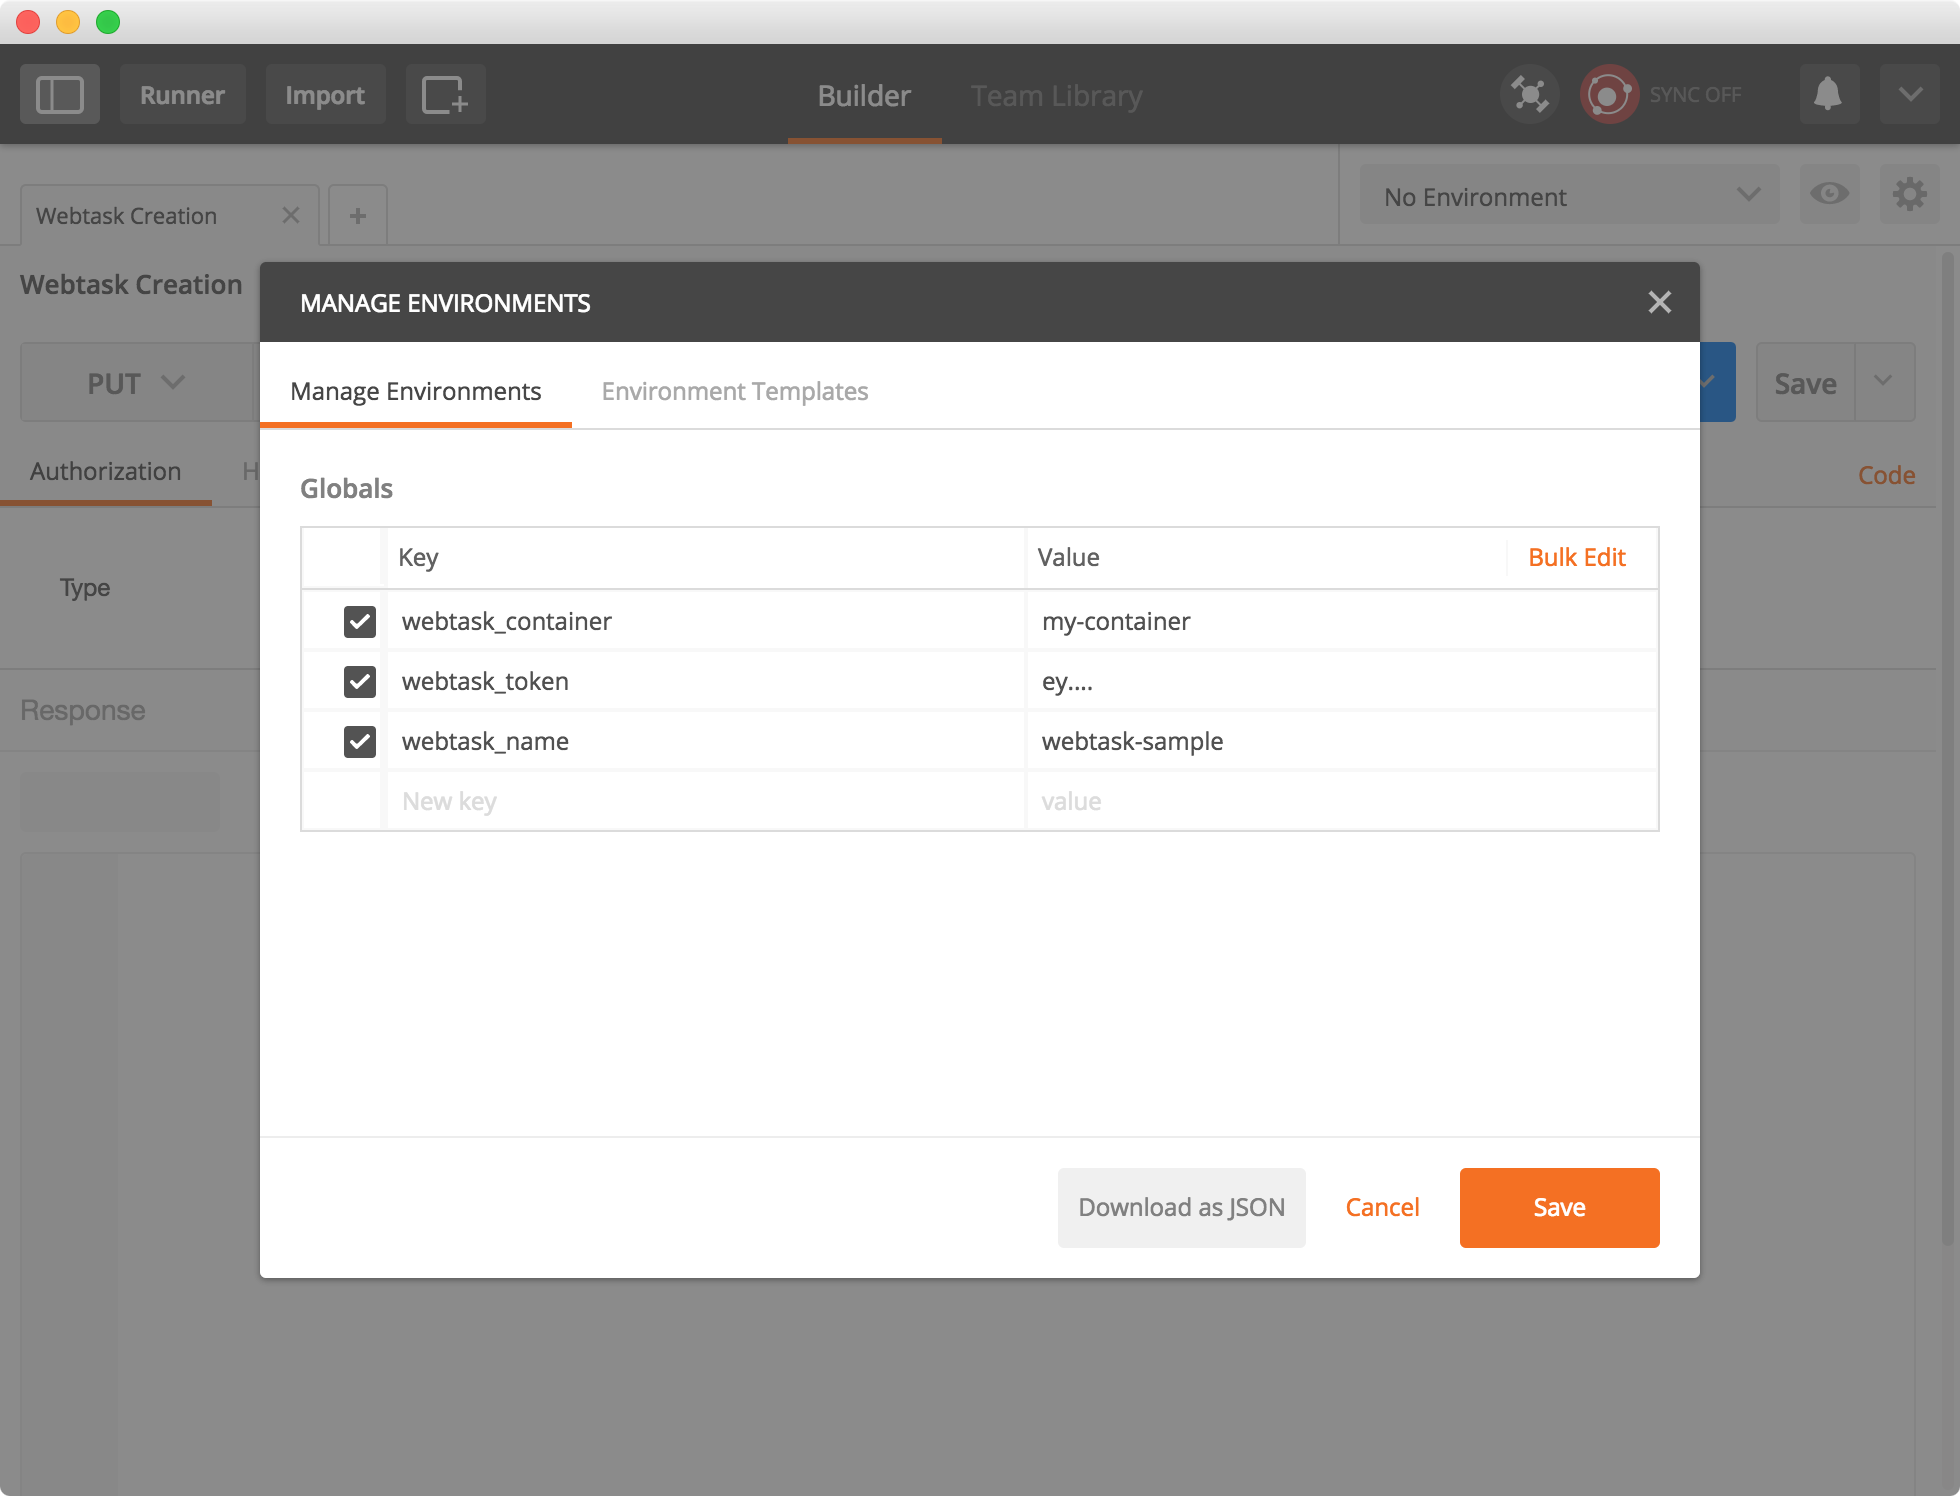 Runner Import Builder Team Library SYNC OFF
Webtask Creation No Environment
Webtask Creation
MANAGE ENVIRONMENTS
PUT Save
Manage Environments Environment Templates
Authorization H Code
Globals
Key Value Bulk Edit
Type
webtask_container my-container
webtask_token ey....
Response
webtask_name webtask-sample
New key value
Download as JSON Cancel Save